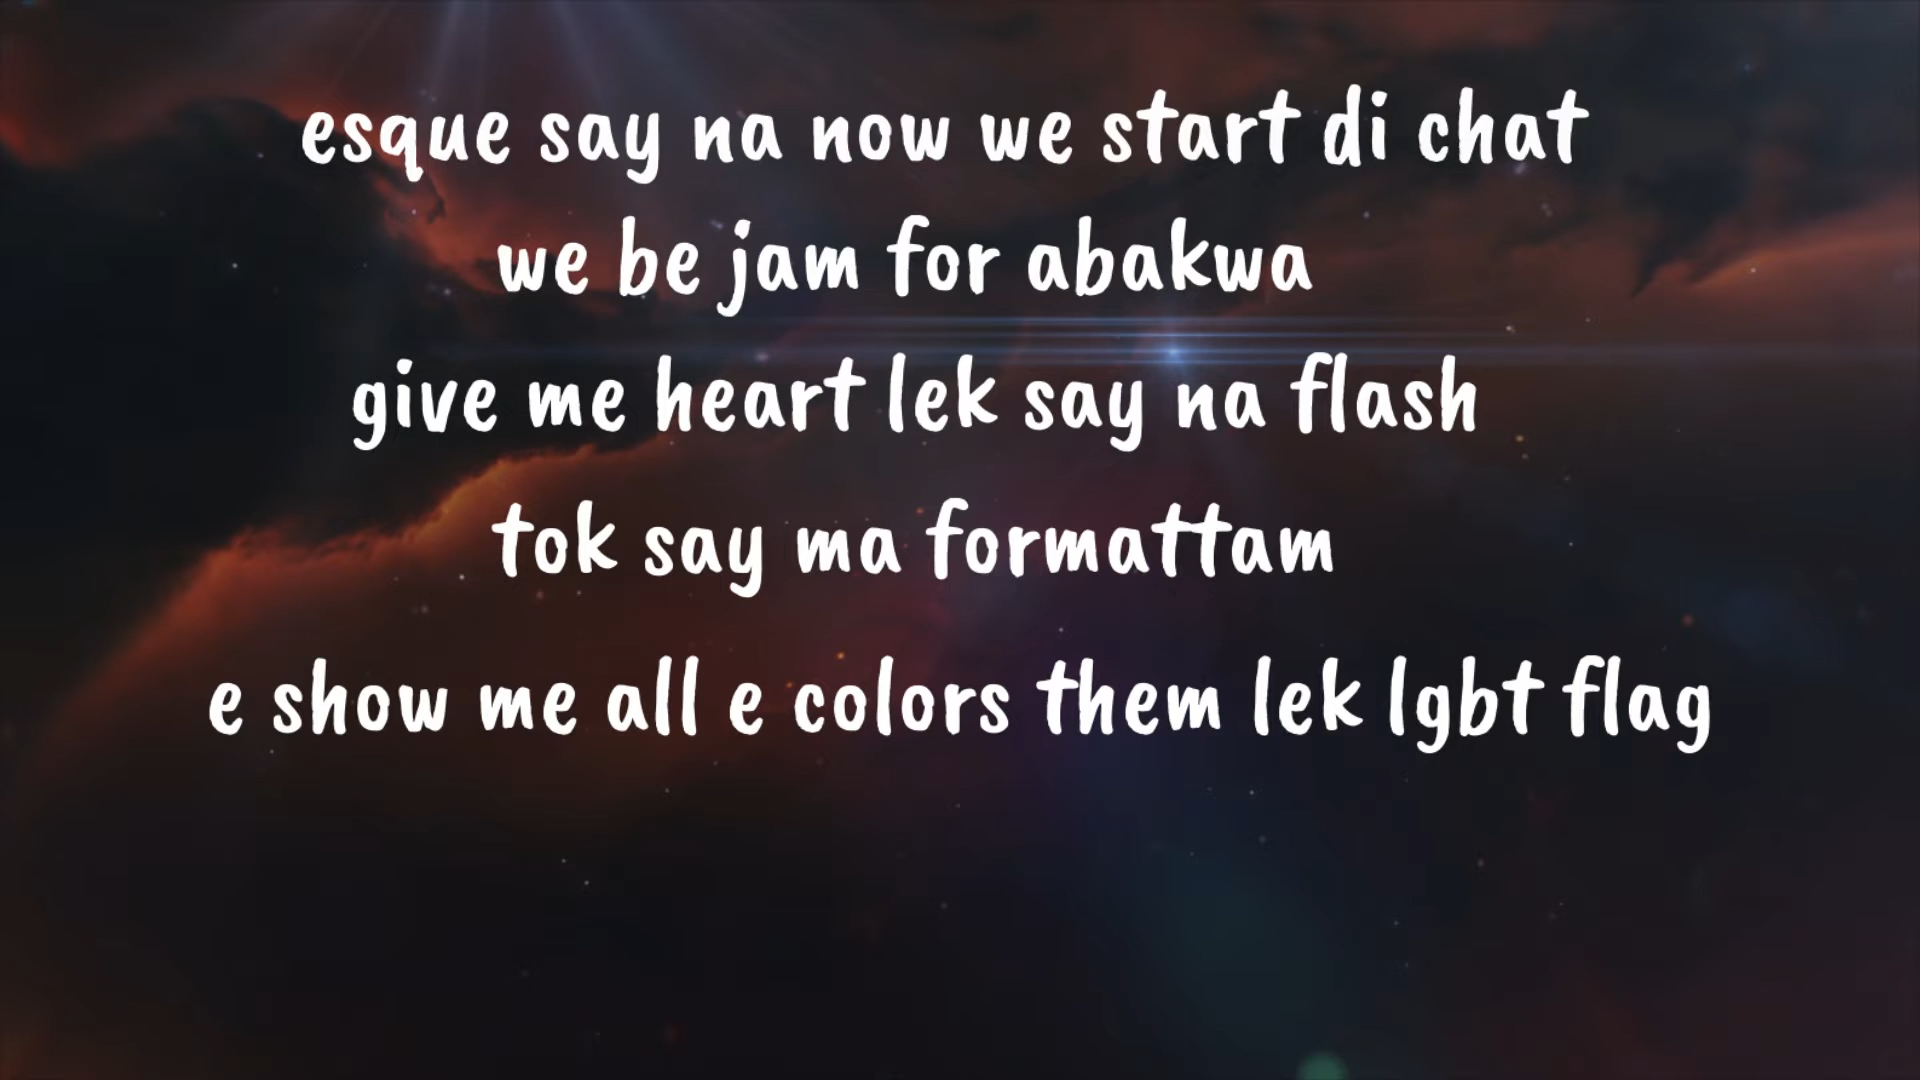 esque say na now we start di chat
we be jam for abakwa
give me heart lek say na flash
tok say ma formattam
e show me all e colors them lek lgbt flag